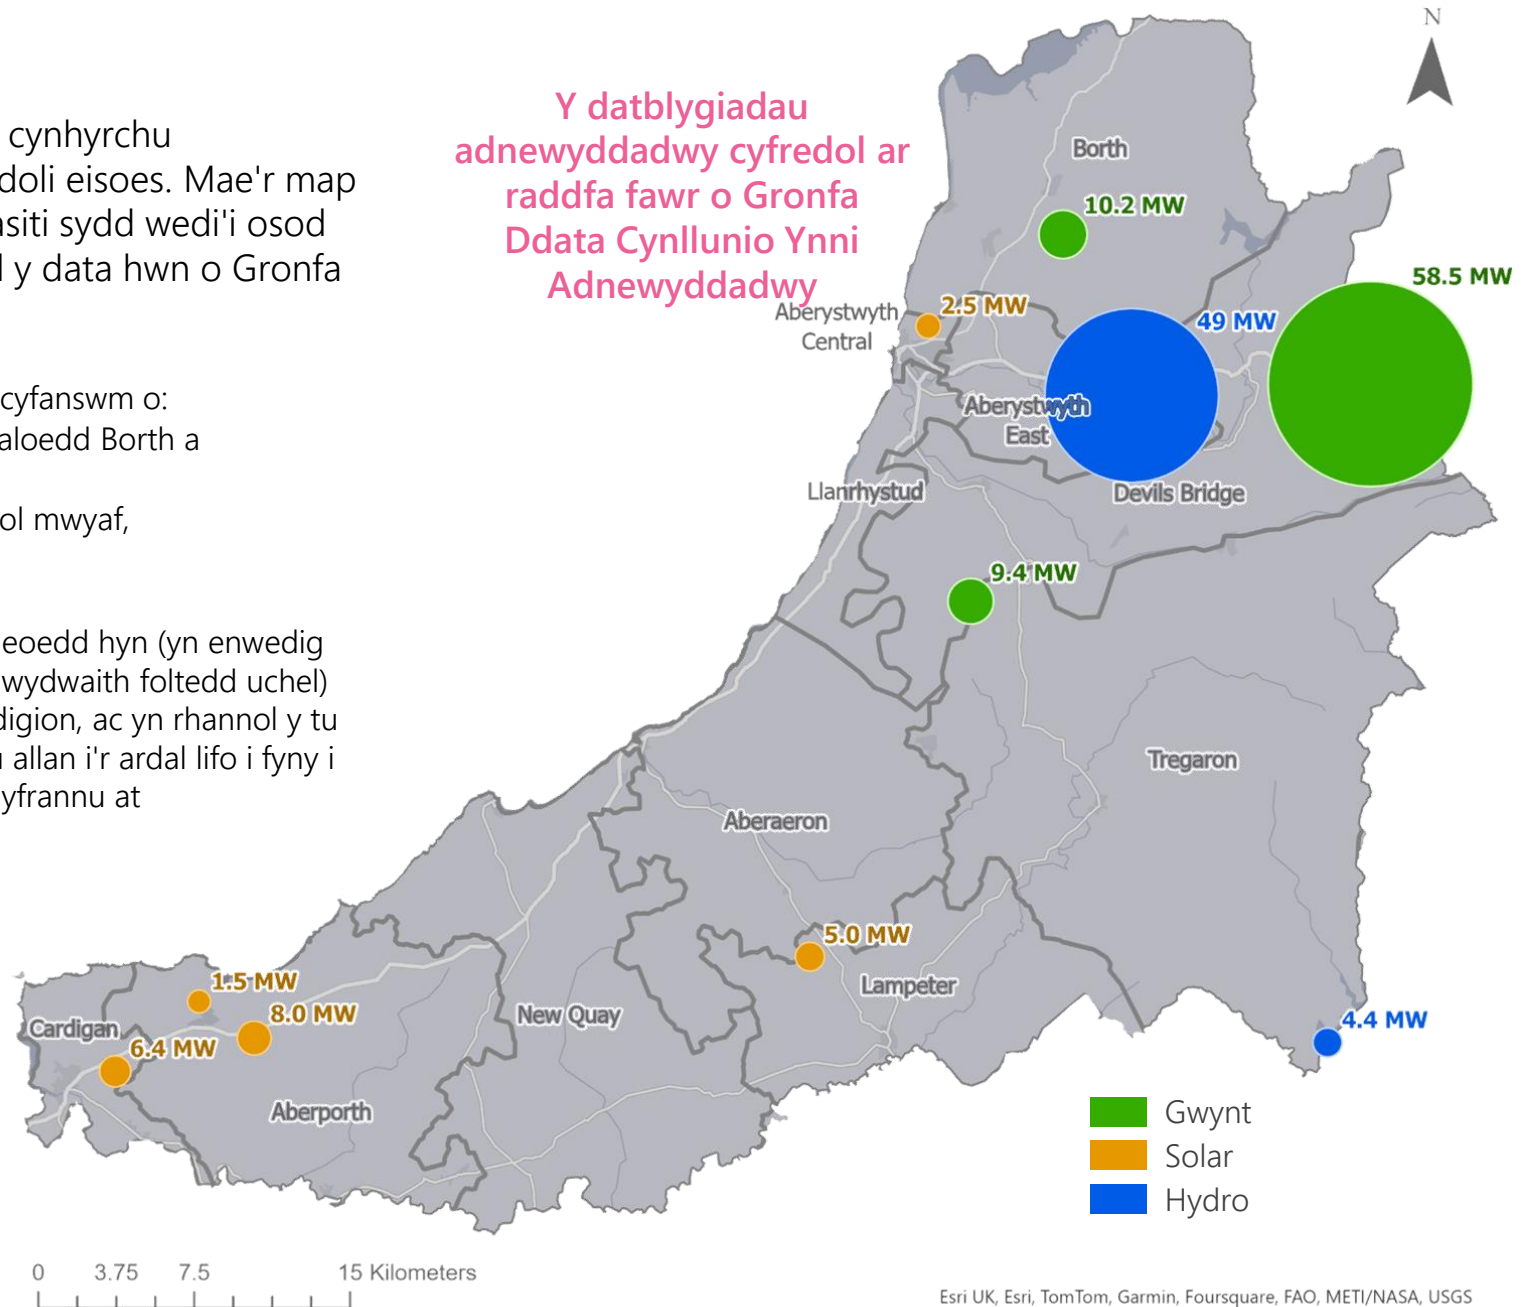 cynhyrchu
doli eisoes. Mae'r map
siti sydd wedi'i osod
y data hwn o Gronfa
cyfanswm o:
aloedd Borth a
ol mwyaf,
eoedd hyn (yn enwedig
wydwaith foltedd uchel)
digion, ac yn rhannol y tu
allan i'r ardal lifo i fyny i
yfrannu at
Y datblygiadau
adnewyddadwy cyfredol ar
raddfa fawr o Gronfa
Ddata Cynllunio Ynni
Adnewyddadwy
N
Borth
10.2 MW
58.5 MW
Aberystwyth
Central
2.5 MW
49 MW
Aberystwyth
East
Llanrhystud
Devils Bridge
9.4 MW
Tregaron
Aberaeron
5.0 MW
Lampeter
1.5 MW
8.0 MW
New Quay
Cardigan
6.4 MW
4.4 MW
Aberporth
Gwynt
Solar
Hydro
0 3.75 7.5 15 Kilometers
Esri UK, Esri, TomTom, Garmin, Foursquare, FAO, METI/NASA, USGS